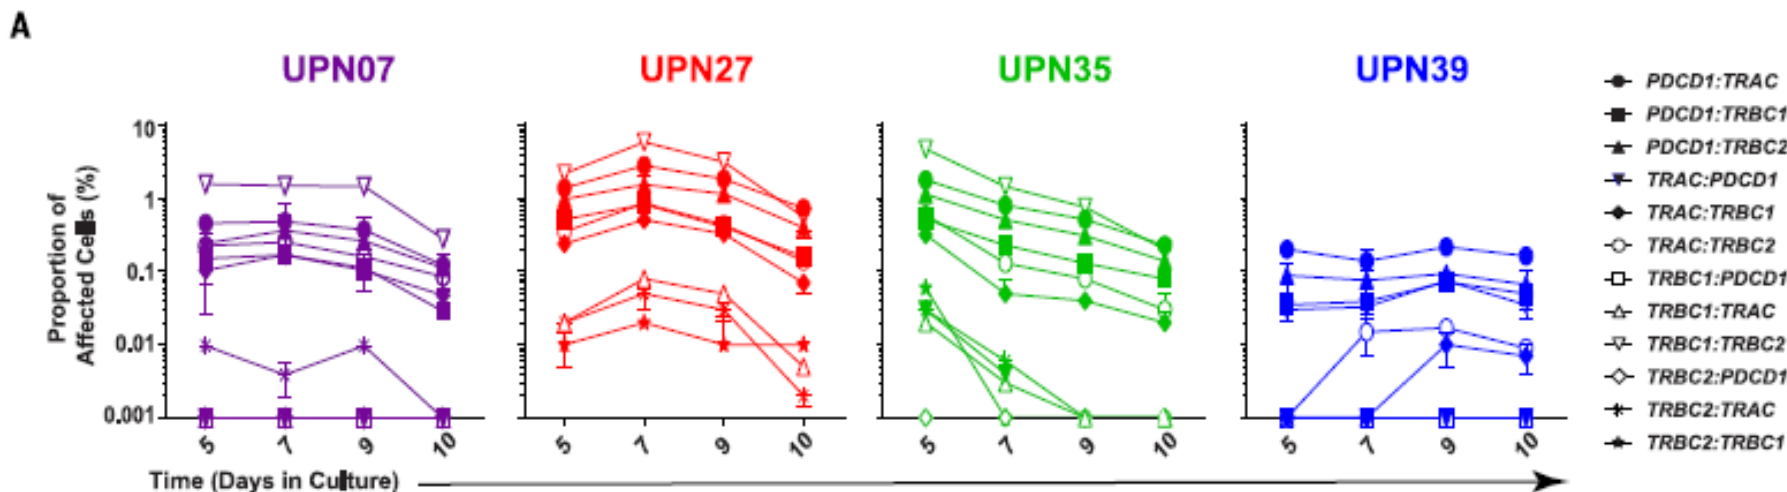 A
UPN07 UPN27 UPN35 UPN39
Proportion of
Affected Cells (%)
10
1
0.1
0.01
0.001
5 7 9 10 5 7 9 10 5 7 9 10 5 7 9 10
Time (Days in Culture)
PDCD1:TRAC
PDCD1:TRBC1
PDCD1:TRBC2
TRAC:PDCD1
TRAC:TRBC1
TRAC:TRBC2
TRBC1:PDCD1
TRBC1:TRAC
TRBC1:TRBC2
TRBC2:PDCD1
TRBC2:TRAC
TRBC2:TRBC1